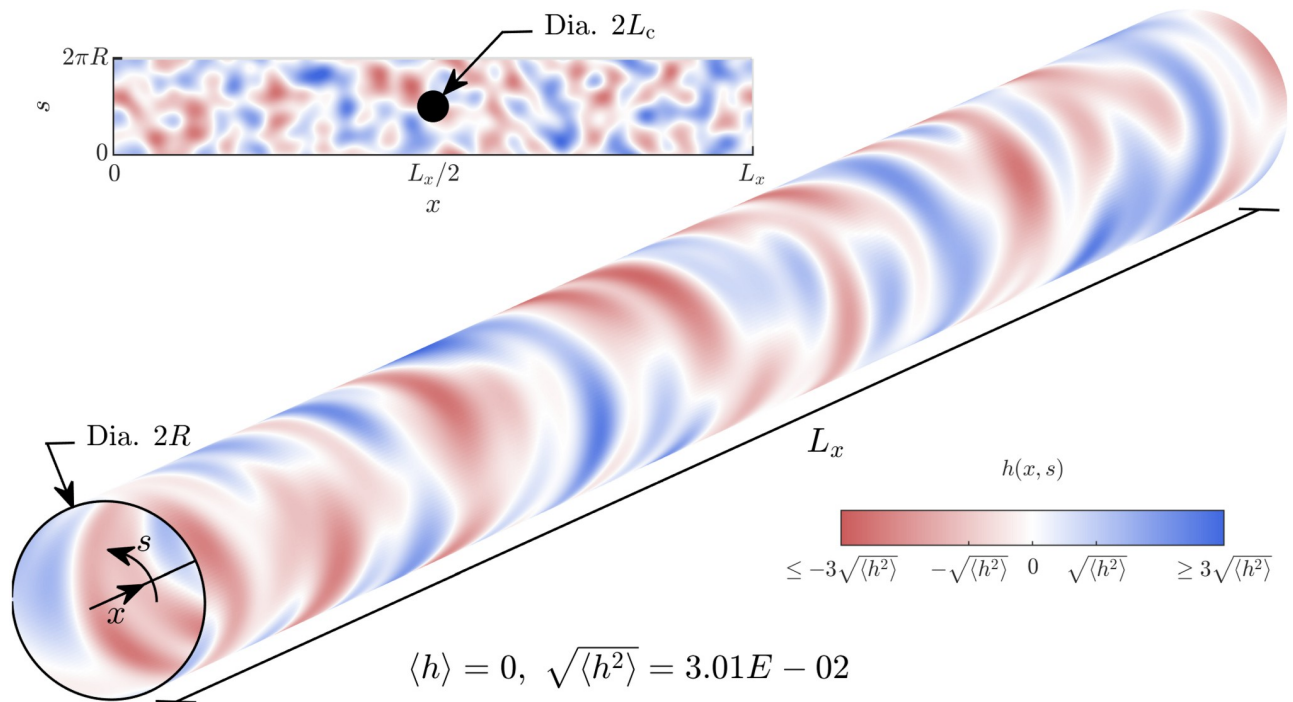 Dia. 2L_c
2πR
s
0
0 L_x/2 L_x
x
Dia. 2R
s
x
L_x
h(x, s)
≤ −3√⟨h²⟩ −√⟨h²⟩ 0 √⟨h²⟩ ≥ 3√⟨h²⟩
⟨h⟩ = 0, √⟨h²⟩ = 3.01E − 02